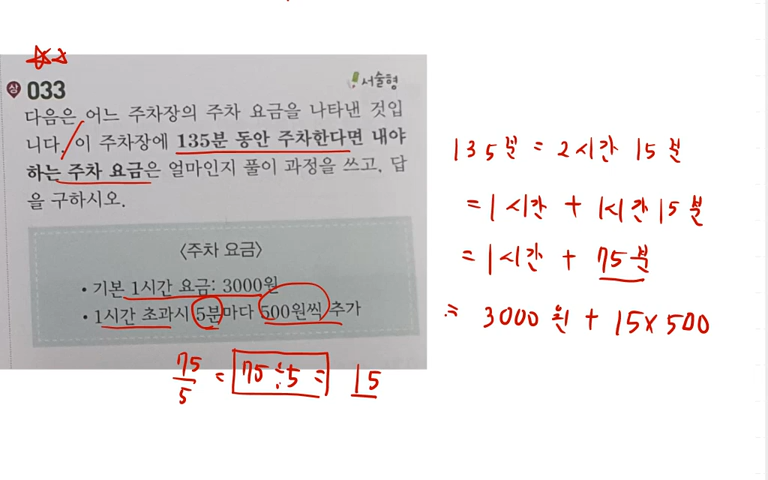 상 033 서술형
다음은 어느 주차장의 주차 요금을 나타낸 것입
니다. 이 주차장에 135분 동안 주차한다면 내야
하는 주차 요금은 얼마인지 풀이 과정을 쓰고, 답
을 구하시오.
〈주차 요금〉
• 기본 1시간 요금: 3000원
• 1시간 초과시 5분마다 500원씩 추가
75/5 = 75÷5 = 15
135분 = 2시간 15분
= 1시간 + 1시간 15분
= 1시간 + 75분
= 3000원 + 15×500